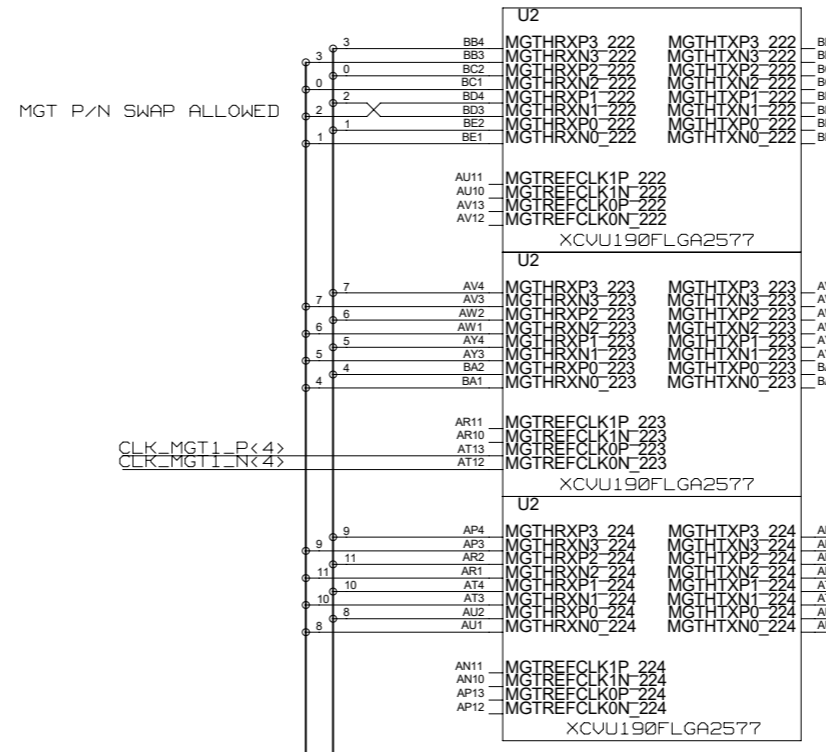 U2
3 BB4 MGTHRXP3_222 MGTHTXP3_222
3 BB3 MGTHRXN3_222 MGTHTXN3_222
0 BC2 MGTHRXP2_222 MGTHTXP2_222
0 BC1 MGTHRXN2_222 MGTHTXN2_222
2 BD4 MGTHRXP1_222 MGTHTXP1_222
MGT P/N SWAP ALLOWED 2 BD3 MGTHRXN1_222 MGTHTXN1_222
1 BE2 MGTHRXP0_222 MGTHTXP0_222
1 BE1 MGTHRXN0_222 MGTHTXN0_222
AU11 MGTREFCLK1P_222
AU10 MGTREFCLK1N_222
AV13 MGTREFCLK0P_222
AV12 MGTREFCLK0N_222
XCVU190FLGA2577
U2
7 AV4 MGTHRXP3_223 MGTHTXP3_223
7 AV3 MGTHRXN3_223 MGTHTXN3_223
6 AW2 MGTHRXP2_223 MGTHTXP2_223
6 AW1 MGTHRXN2_223 MGTHTXN2_223
5 AY4 MGTHRXP1_223 MGTHTXP1_223
5 AY3 MGTHRXN1_223 MGTHTXN1_223
4 BA2 MGTHRXP0_223 MGTHTXP0_223
4 BA1 MGTHRXN0_223 MGTHTXN0_223
AR11 MGTREFCLK1P_223
AR10 MGTREFCLK1N_223
CLK_MGT1_P<4> AT13 MGTREFCLK0P_223
CLK_MGT1_N<4> AT12 MGTREFCLK0N_223
XCVU190FLGA2577
U2
9 AP4 MGTHRXP3_224 MGTHTXP3_224
9 AP3 MGTHRXN3_224 MGTHTXN3_224
11 AR2 MGTHRXP2_224 MGTHTXP2_224
11 AR1 MGTHRXN2_224 MGTHTXN2_224
10 AT4 MGTHRXP1_224 MGTHTXP1_224
10 AT3 MGTHRXN1_224 MGTHTXN1_224
8 AU2 MGTHRXP0_224 MGTHTXP0_224
8 AU1 MGTHRXN0_224 MGTHTXN0_224
AN11 MGTREFCLK1P_224
AN10 MGTREFCLK1N_224
AP13 MGTREFCLK0P_224
AP12 MGTREFCLK0N_224
XCVU190FLGA2577